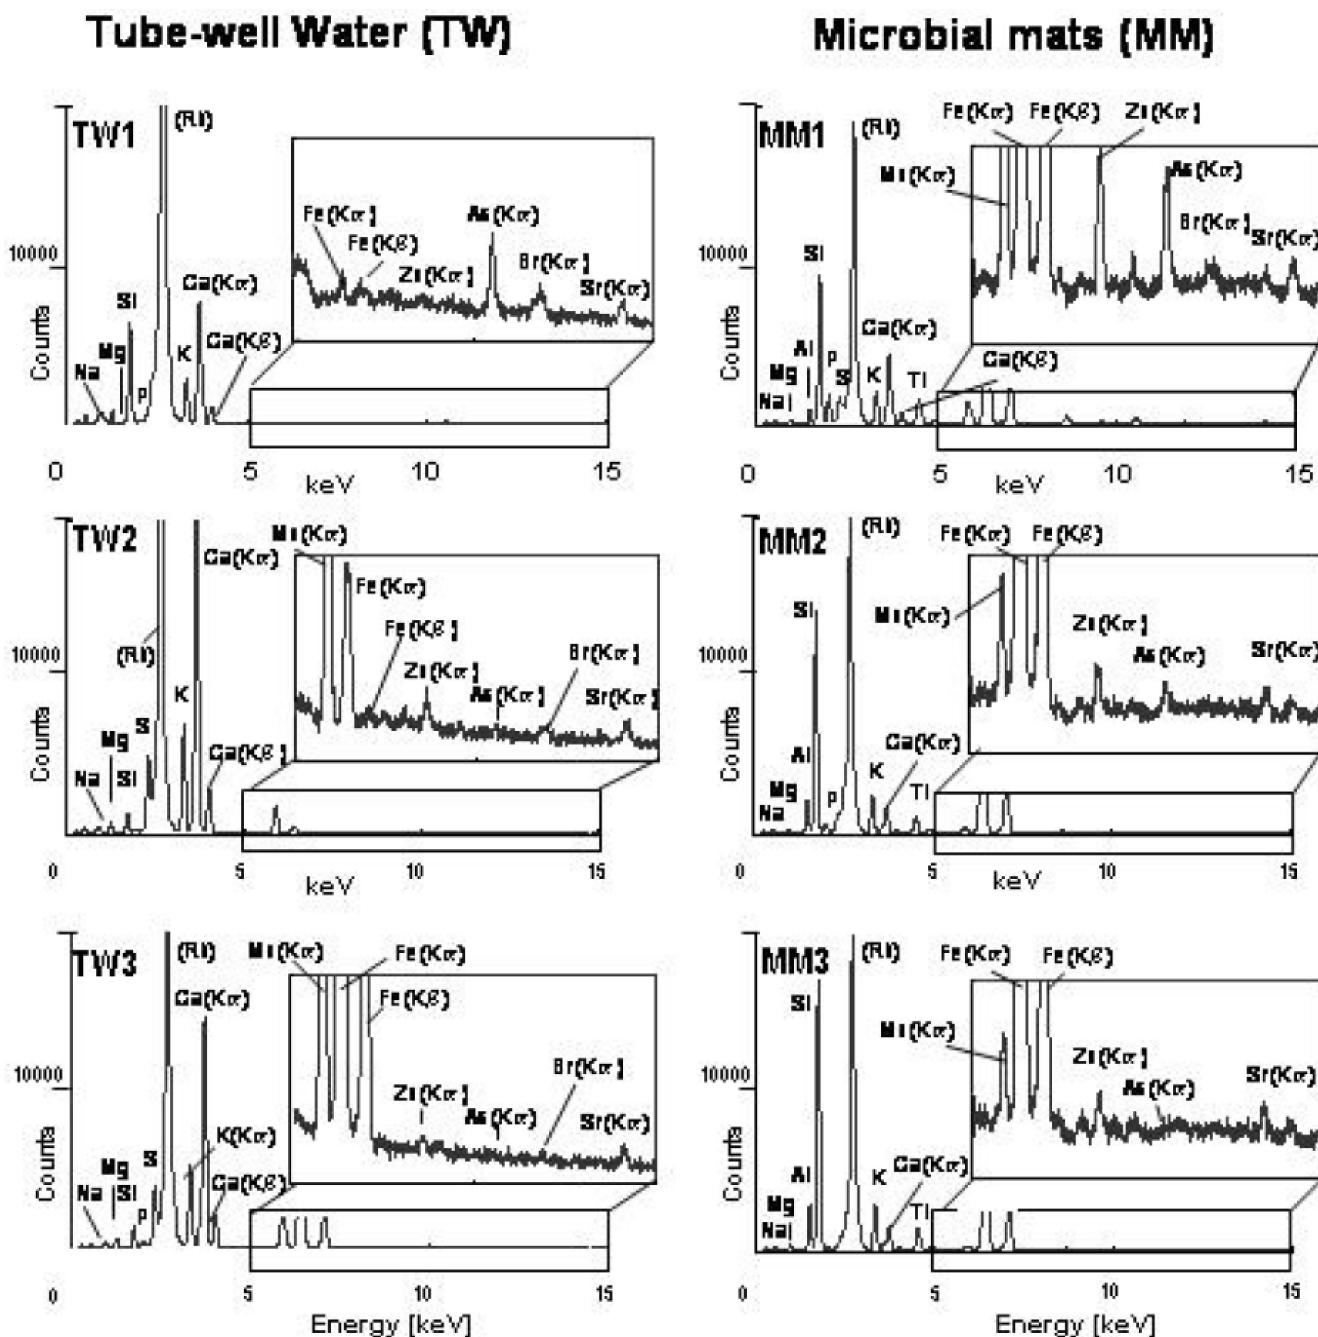 Tube-well Water (TW)
Microbial mats (MM)
TW1
(Rh)
Fe(Kα)
Fe(Kβ)
Zn(Kα)
As(Kα)
Br(Kα)
Sr(Kα)
10000
Counts
Na
Mg
Si
P
K
Ca(Kα)
Ca(Kβ)
0
5
10
15
keV
MM1
(Rh)
Fe(Kα)
Fe(Kβ)
Zn(Kα)
Mn(Kα)
As(Kα)
Br(Kα)
Sr(Kα)
10000
Counts
Na
Mg
Al
Si
P
S
K
Ca(Kα)
Ca(Kβ)
Ti
0
5
10
15
keV
TW2
Mn(Kα)
Ca(Kα)
Fe(Kα)
Fe(Kβ)
Zn(Kα)
As(Kα)
Br(Kα)
Sr(Kα)
(Rh)
10000
Counts
Na
Mg
Si
S
K
Ca(Kβ)
0
5
10
15
keV
MM2
(Rh)
Fe(Kα)
Fe(Kβ)
Mn(Kα)
Zn(Kα)
As(Kα)
Sr(Kα)
10000
Counts
Na
Mg
Al
Si
P
K
Ca(Kα)
Ti
0
5
10
15
keV
TW3
(Rh)
Mn(Kα)
Fe(Kα)
Fe(Kβ)
Ca(Kα)
Zn(Kα)
As(Kα)
Br(Kα)
Sr(Kα)
10000
Counts
Na
Mg
Si
P
S
K(Kα)
Ca(Kβ)
0
5
10
15
Energy [keV]
MM3
(Rh)
Fe(Kα)
Fe(Kβ)
Mn(Kα)
Zn(Kα)
As(Kα)
Sr(Kα)
10000
Counts
Na
Mg
Al
Si
K
Ca(Kα)
Ti
0
5
10
15
Energy [keV]